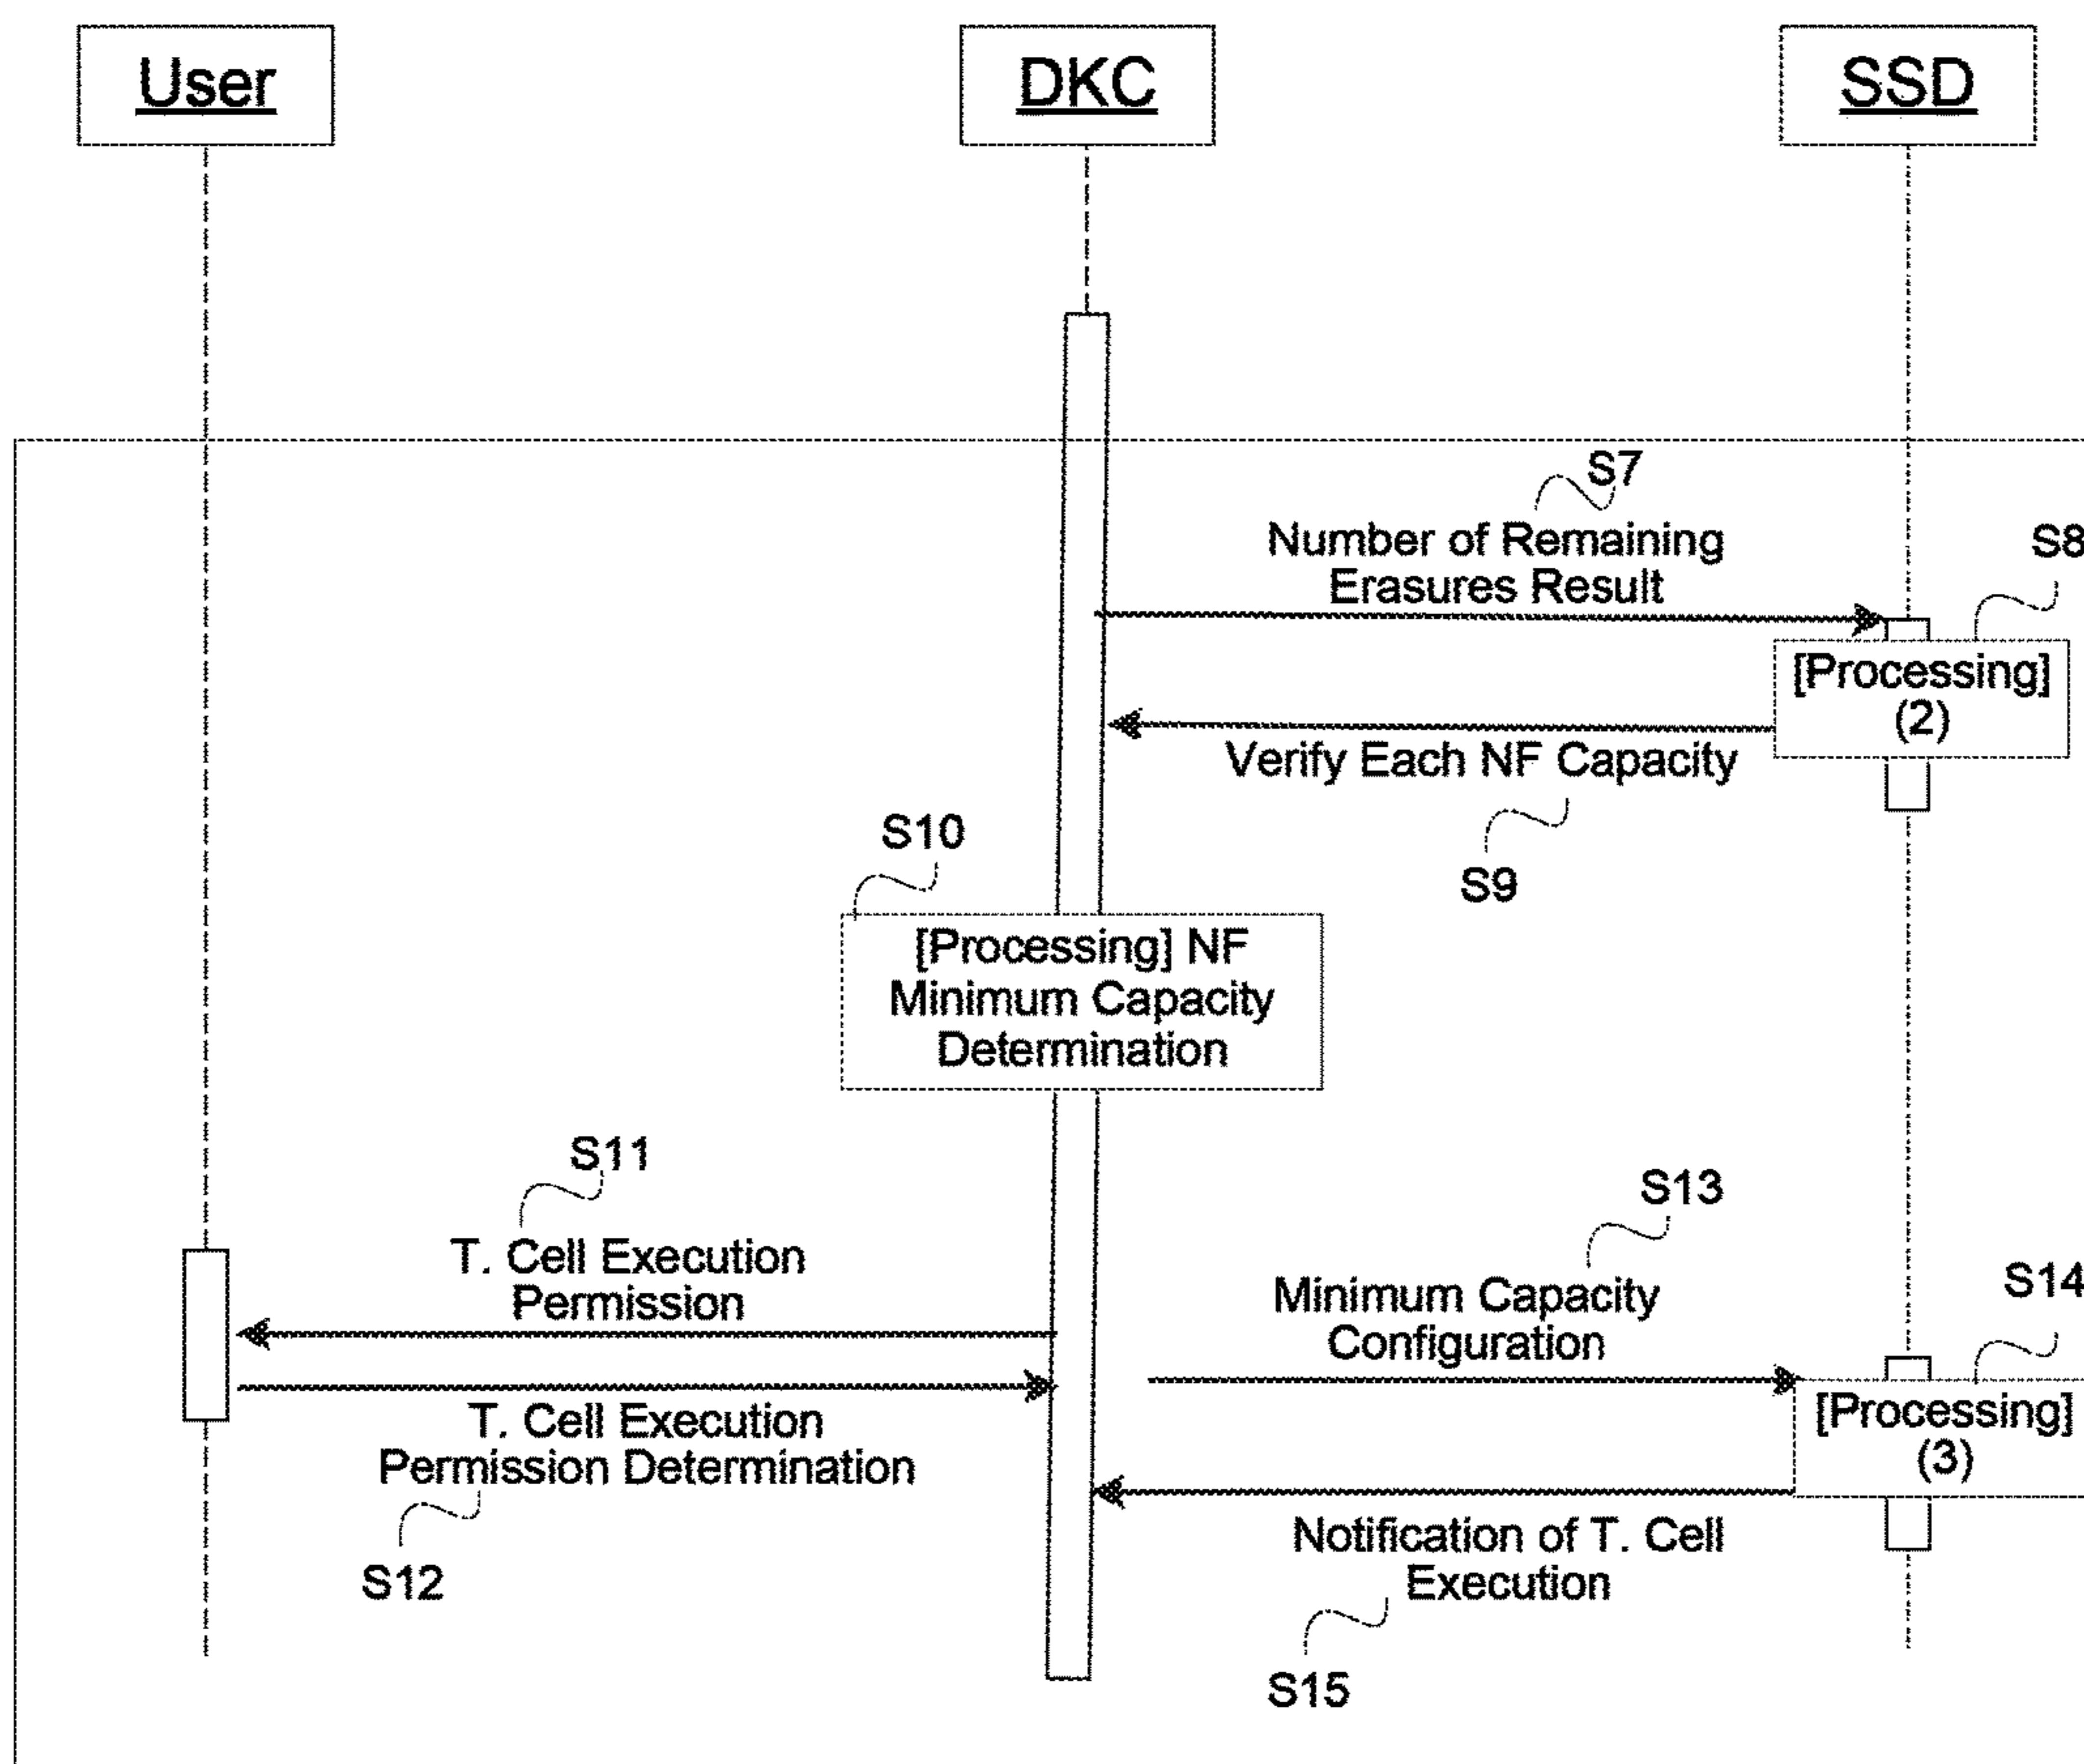 User
DKC
SSD
S7
Number of Remaining
Erasures Result
S8
[Processing]
(2)
Verify Each NF Capacity
S9
S10
[Processing] NF
Minimum Capacity
Determination
S11
T. Cell Execution
Permission
S13
Minimum Capacity
Configuration
S14
T. Cell Execution
Permission Determination
S12
[Processing]
(3)
Notification of T. Cell
Execution
S15